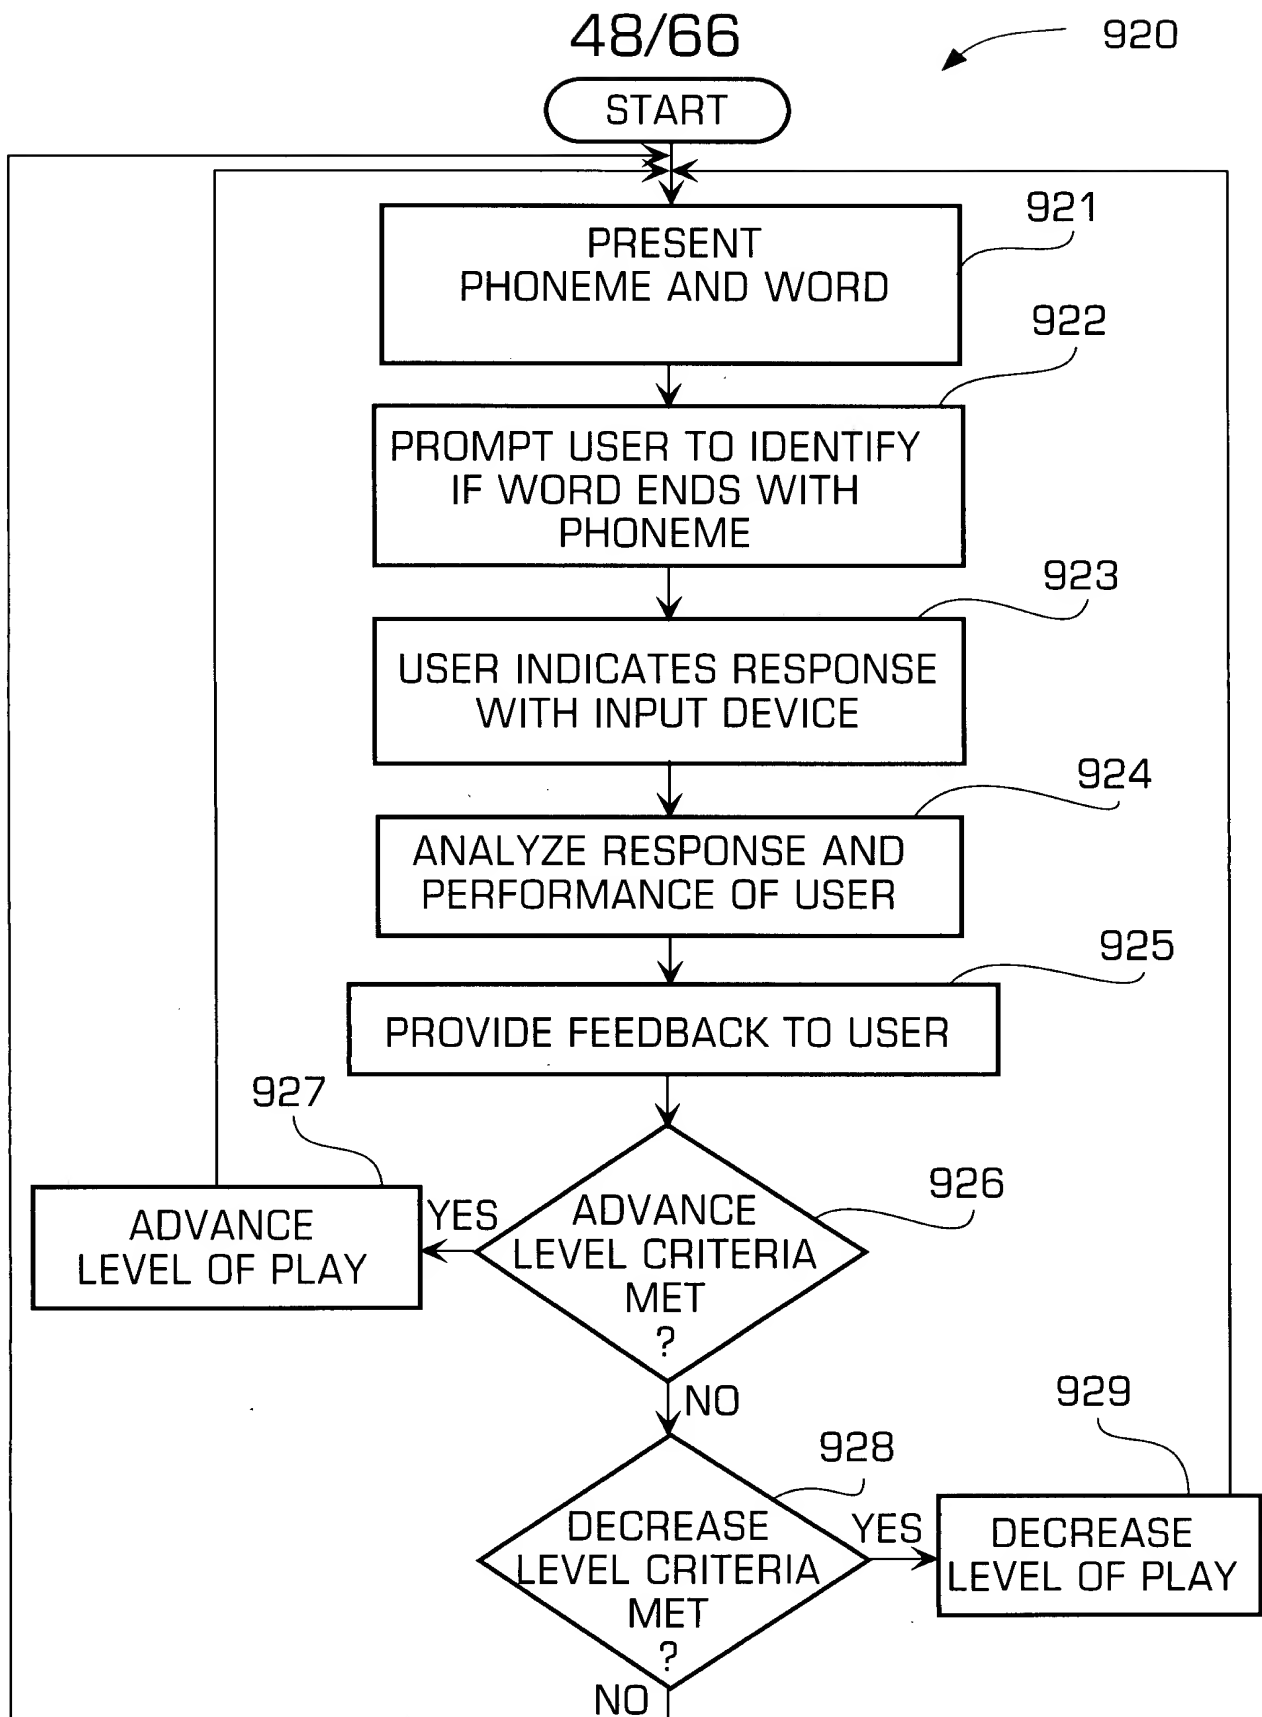 48/66
920
START
921
PRESENT
PHONEME AND WORD
922
PROMPT USER TO IDENTIFY
IF WORD ENDS WITH
PHONEME
923
USER INDICATES RESPONSE
WITH INPUT DEVICE
924
ANALYZE RESPONSE AND
PERFORMANCE OF USER
925
PROVIDE FEEDBACK TO USER
927
926
ADVANCE
LEVEL OF PLAY
YES
ADVANCE
LEVEL CRITERIA
MET
?
NO
929
928
DECREASE
LEVEL CRITERIA
MET
?
YES
DECREASE
LEVEL OF PLAY
NO